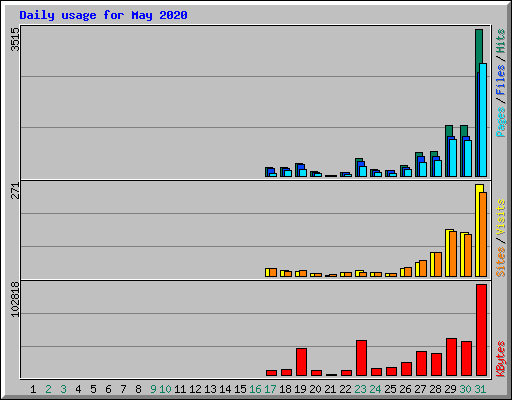 Daily usage for May 2020
3515
Pages/Files/Hits
271
Sites/Visits
102818
KBytes
1 2 3 4 5 6 7 8 9 10 11 12 13 14 15 16 17 18 19 20 21 22 23 24 25 26 27 28 29 30 31